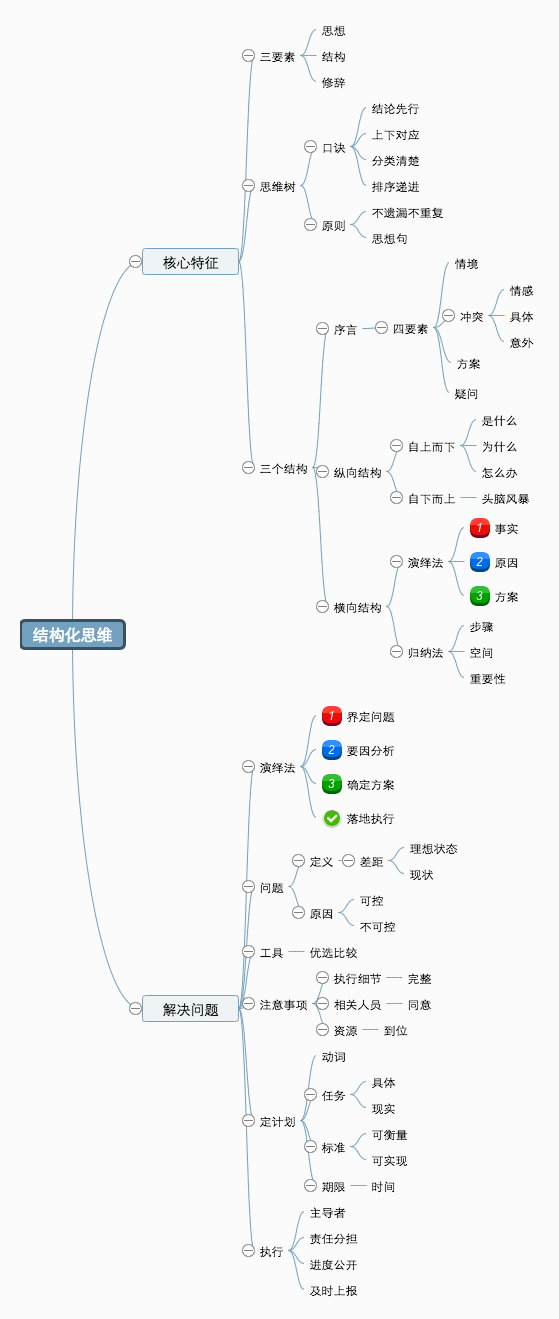 结构化思维
核心特征
三要素
思想
结构
修辞
思维树
口诀
结论先行
上下对应
分类清楚
排序递进
原则
不遗漏不重复
思想句
三个结构
序言
四要素
情境
冲突
情感
具体
意外
方案
疑问
纵向结构
自上而下
是什么
为什么
怎么办
自下而上
头脑风暴
横向结构
演绎法
1 事实
2 原因
3 方案
归纳法
步骤
空间
重要性
解决问题
演绎法
1 界定问题
2 要因分析
3 确定方案
落地执行
问题
定义
差距
理想状态
现状
原因
可控
不可控
工具
优选比较
注意事项
执行细节
完整
相关人员
同意
资源
到位
定计划
动词
任务
具体
现实
标准
可衡量
可实现
期限
时间
执行
主导者
责任分担
进度公开
及时上报